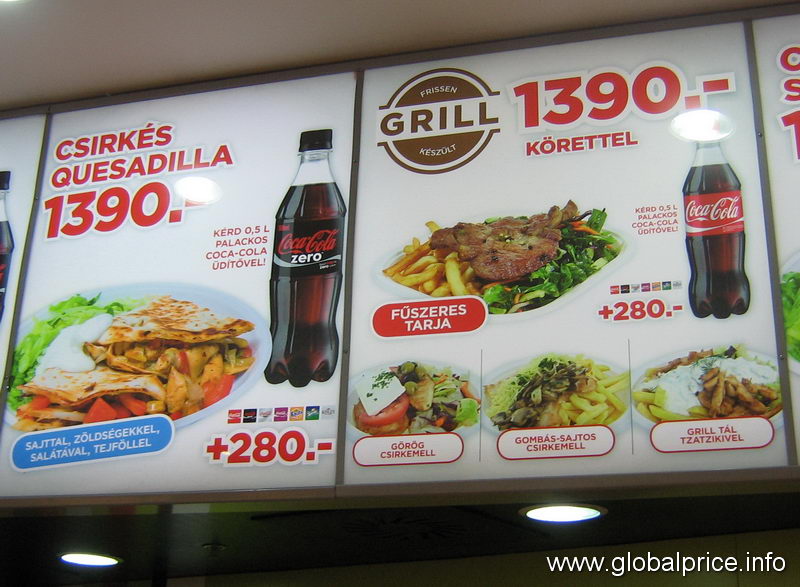 CSIRKÉS
QUESADILLA
1390.-
KÉRD 0,5 L
PALACKOS
COCA-COLA
ÜDÍTŐVEL!
Coca-Cola
zero
SAJTTAL, ZÖLDSÉGEKKEL,
SALÁTÁVAL, TEJFÖLLEL
+280.-
FRISSEN
GRILL
KÉSZÜLT
1390.-
KÖRETTEL
KÉRD 0,5 L
PALACKOS
COCA-COLA
ÜDÍTŐVEL!
Coca-Cola
FŰSZERES
TARJA
+280.-
GÖRÖG
CSIRKEMELL
GOMBÁS-SAJTOS
CSIRKEMELL
GRILL TÁL
TZATZIKIVEL
www.globalprice.info